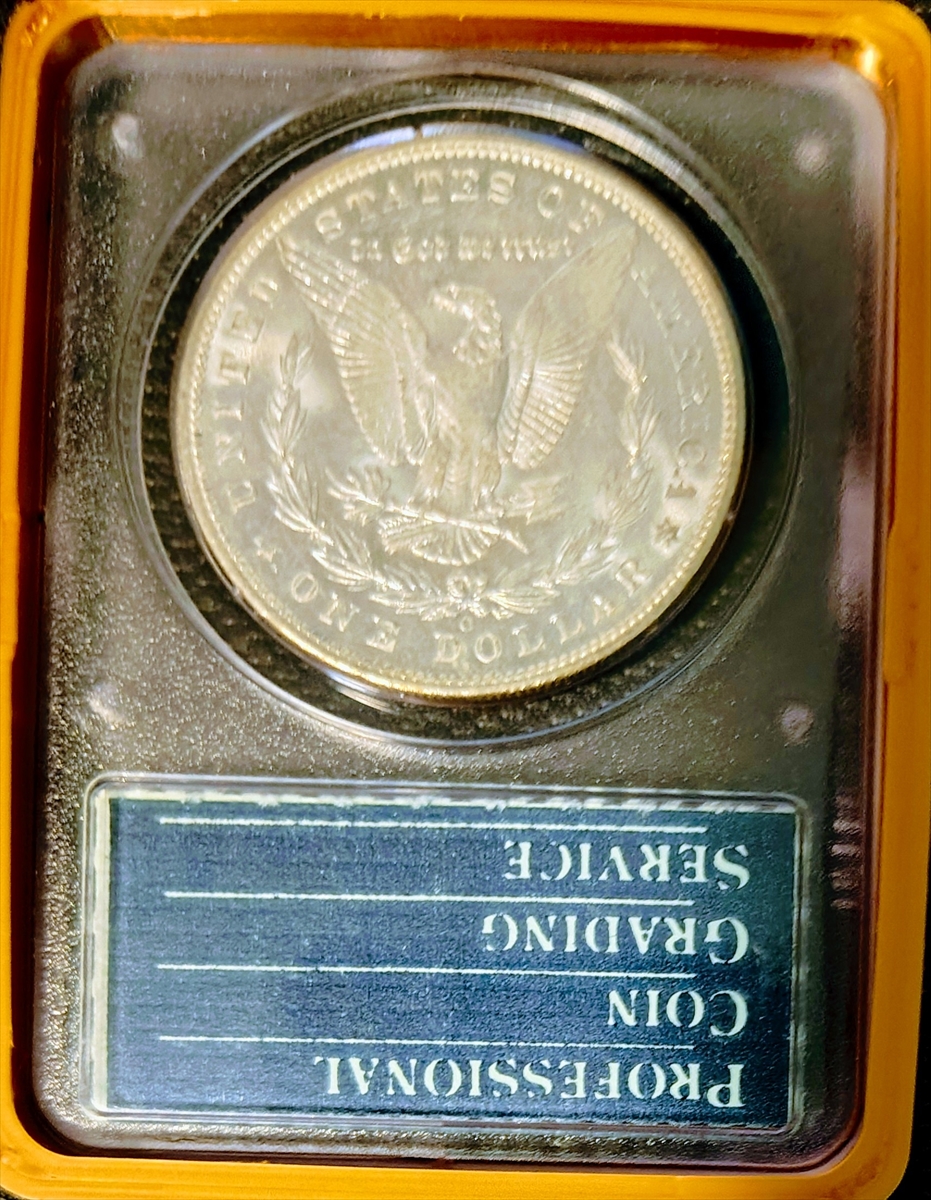 UNITED STATES OF AMERICA
In God we trust
★ ONE DOLLAR ★
O
PROFESSIONAL
COIN
GRADING
SERVICE